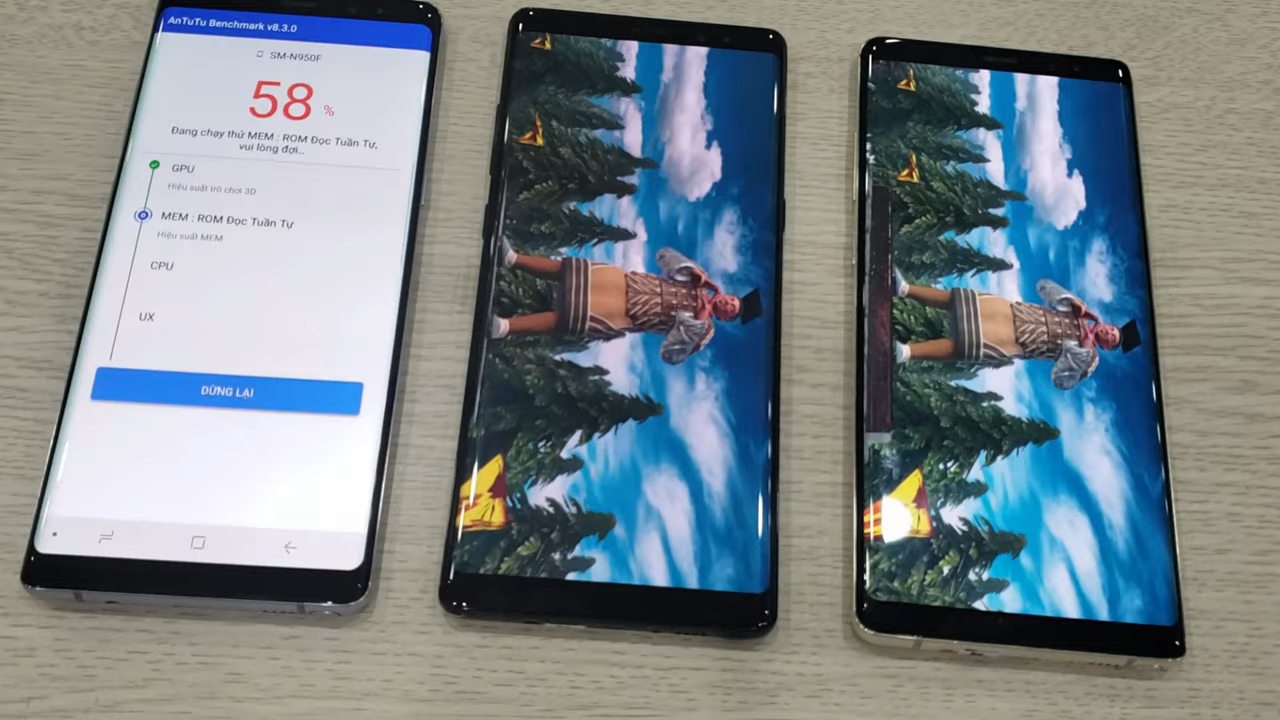 AnTuTu Benchmark v8.3.0
SM-N950F
58 %
Đang chạy thử MEM : ROM Đọc Tuần Tự,
vui lòng đợi...
GPU
Hiệu suất trò chơi 3D
MEM : ROM Đọc Tuần Tự
Hiệu suất MEM
CPU
UX
DỪNG LẠI